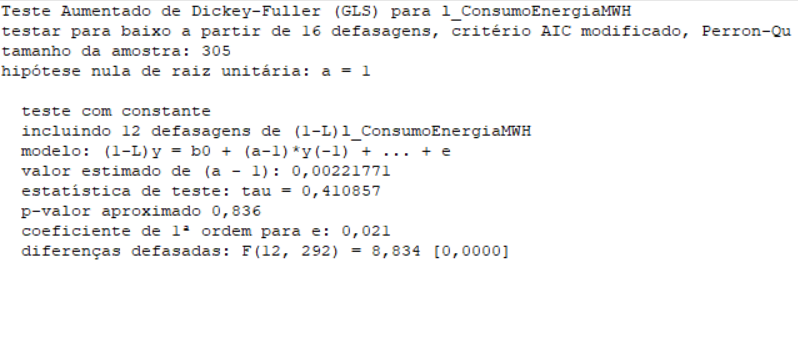 Teste Aumentado de Dickey-Fuller (GLS) para l_ConsumoEnergiaMWH
testar para baixo a partir de 16 defasagens, critério AIC modificado, Perron-Qu
tamanho da amostra: 305
hipótese nula de raiz unitária: a = 1
teste com constante
incluindo 12 defasagens de (1-L)l_ConsumoEnergiaMWH
modelo: (1-L)y = b0 + (a-1)*y(-1) + ... + e
valor estimado de (a - 1): 0,00221771
estatística de teste: tau = 0,410857
p-valor aproximado 0,836
coeficiente de 1ª ordem para e: 0,021
diferenças defasadas: F(12, 292) = 8,834 [0,0000]